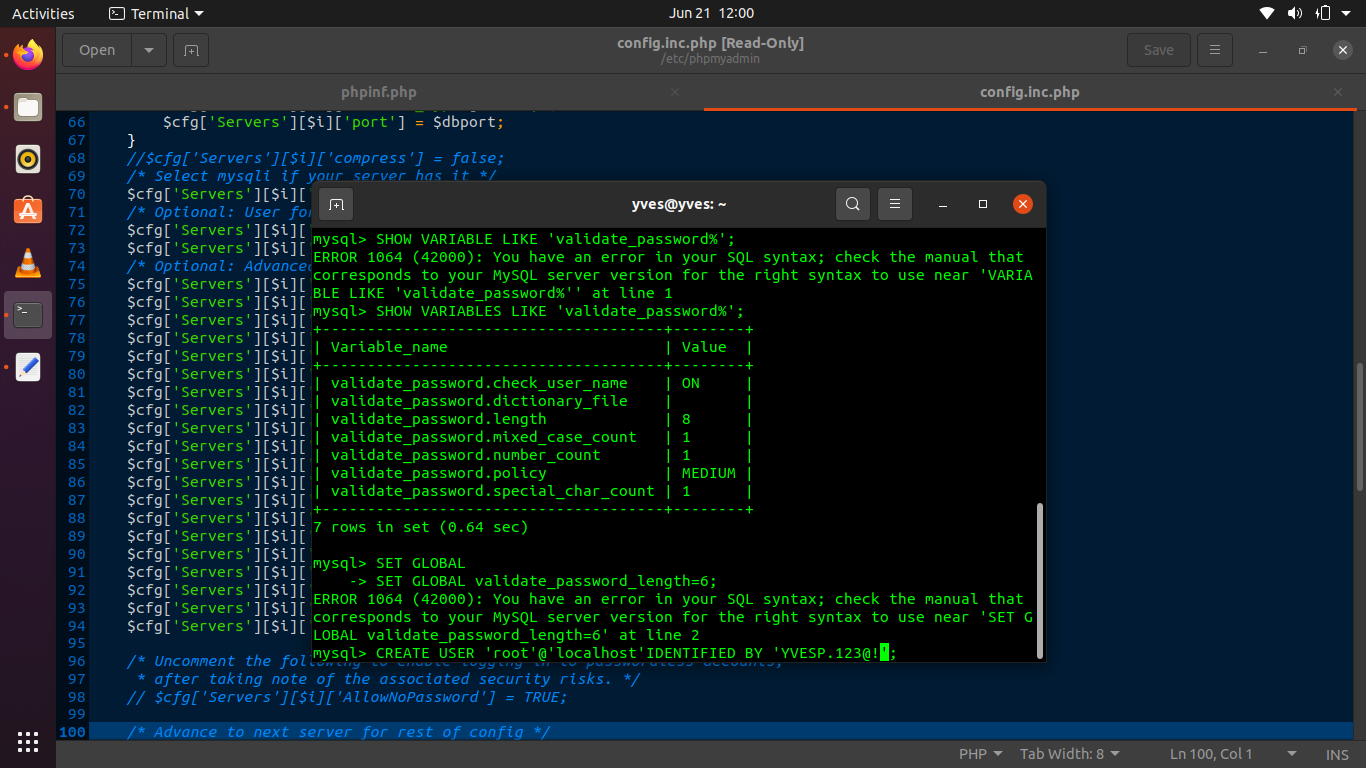 Activities
Terminal
Jun 21 12:00
Open
config.inc.php [Read-Only]
/etc/phpmyadmin
Save
phpinf.php
config.inc.php
66 $cfg['Servers'][$i]['port'] = $dbport;
67 }
68 //$cfg['Servers'][$i]['compress'] = false;
69 /* Select mysqli if your server has it */
70 $cfg['Servers'][$i]['
71 /* Optional: User for
72 $cfg['Servers'][$i]['
73 $cfg['Servers'][$i]['
74 /* Optional: Advanced
75 $cfg['Servers'][$i]['
76 $cfg['Servers'][$i]['
77 $cfg['Servers'][$i]['
78 $cfg['Servers'][$i]['
79 $cfg['Servers'][$i]['
80 $cfg['Servers'][$i]['
81 $cfg['Servers'][$i]['
82 $cfg['Servers'][$i]['
83 $cfg['Servers'][$i]['
84 $cfg['Servers'][$i]['
85 $cfg['Servers'][$i]['
86 $cfg['Servers'][$i]['
87 $cfg['Servers'][$i]['
88 $cfg['Servers'][$i]['
89 $cfg['Servers'][$i]['
90 $cfg['Servers'][$i]['
91 $cfg['Servers'][$i]['
92 $cfg['Servers'][$i]['
93 $cfg['Servers'][$i]['
94 $cfg['Servers'][$i]['
95
96 /* Uncomment the following to enable logging in to passwordless accounts,
97 * after taking note of the associated security risks. */
98 // $cfg['Servers'][$i]['AllowNoPassword'] = TRUE;
99
100 /* Advance to next server for rest of config */
yves@yves: ~
mysql> SHOW VARIABLE LIKE 'validate_password%';
ERROR 1064 (42000): You have an error in your SQL syntax; check the manual that
corresponds to your MySQL server version for the right syntax to use near 'VARIA
BLE LIKE 'validate_password%'' at line 1
mysql> SHOW VARIABLES LIKE 'validate_password%';
+--------------------------------------+--------+
| Variable_name | Value |
+--------------------------------------+--------+
| validate_password.check_user_name | ON |
| validate_password.dictionary_file | |
| validate_password.length | 8 |
| validate_password.mixed_case_count | 1 |
| validate_password.number_count | 1 |
| validate_password.policy | MEDIUM |
| validate_password.special_char_count | 1 |
+--------------------------------------+--------+
7 rows in set (0.64 sec)
mysql> SET GLOBAL
-> SET GLOBAL validate_password_length=6;
ERROR 1064 (42000): You have an error in your SQL syntax; check the manual that
corresponds to your MySQL server version for the right syntax to use near 'SET G
LOBAL validate_password_length=6' at line 2
mysql> CREATE USER 'root'@'localhost'IDENTIFIED BY 'YVESP.123@!';
PHP
Tab Width: 8
Ln 100, Col 1
INS